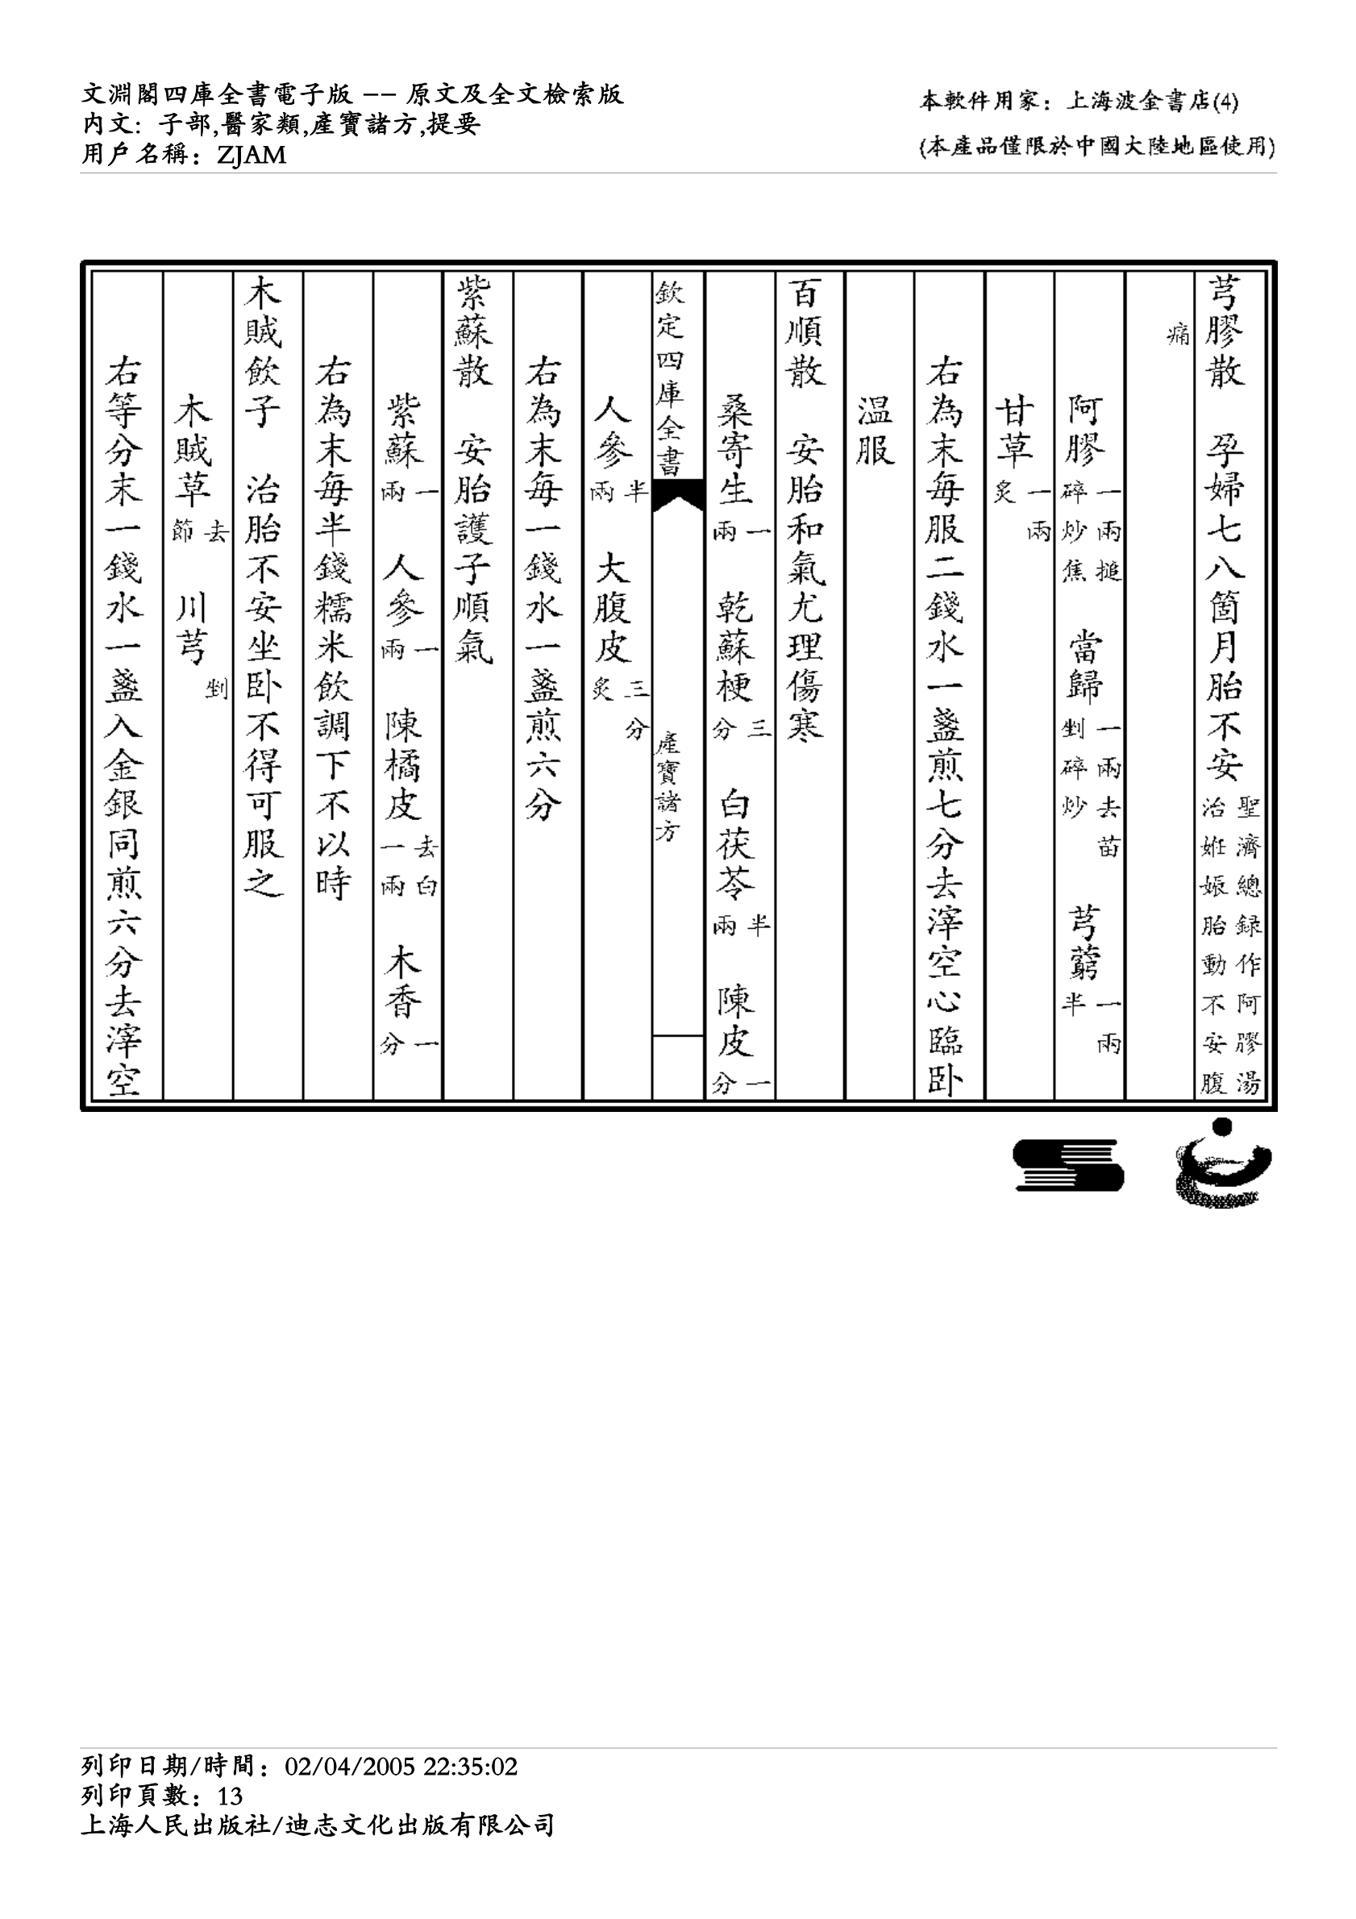 文淵閣四庫全書電子版 -- 原文及全文檢索版
內文: 子部,醫家類,產寶諸方,提要
用戶名稱: ZJAM
本軟件用家: 上海波金書店(4)
(本產品僅限於中國大陸地區使用)
芎膠散　孕婦七八箇月胎不安聖濟總録作阿膠湯治姙娠胎動不安腹
痛
阿膠一兩搥碎炒焦　當歸一兩去苗剉碎炒　芎藭一兩半
甘草一兩炙
右為末每服二錢水一盞煎七分去滓空心臨卧
温服
百順散　安胎和氣尤理傷寒
桑寄生一兩　乾蘇梗三分　白茯苓半兩　陳皮一分
欽定四庫全書　產寶諸方
人參半兩　大腹皮三分炙
右為末每一錢水一盞煎六分
紫蘇散　安胎護子順氣
紫蘇一兩　人參一兩　陳橘皮去白一兩　木香一分
右為末每半錢糯米飲調下不以時
木賊飲子　治胎不安坐卧不得可服之
木賊草去節　川芎剉
右等分末一錢水一盞入金銀同煎六分去滓空
列印日期/時間: 02/04/2005 22:35:02
列印頁數: 13
上海人民出版社/迪志文化出版有限公司